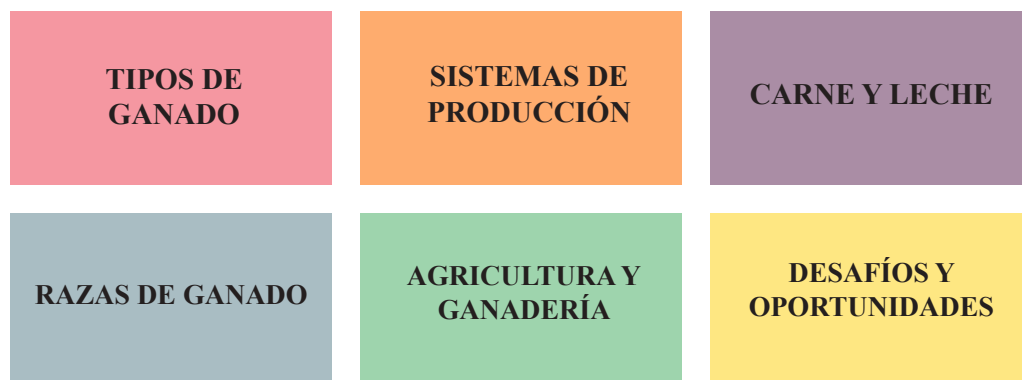 TIPOS DE
GANADO
SISTEMAS DE
PRODUCCIÓN
CARNE Y LECHE
RAZAS DE GANADO
AGRICULTURA Y
GANADERÍA
DESAFÍOS Y
OPORTUNIDADES